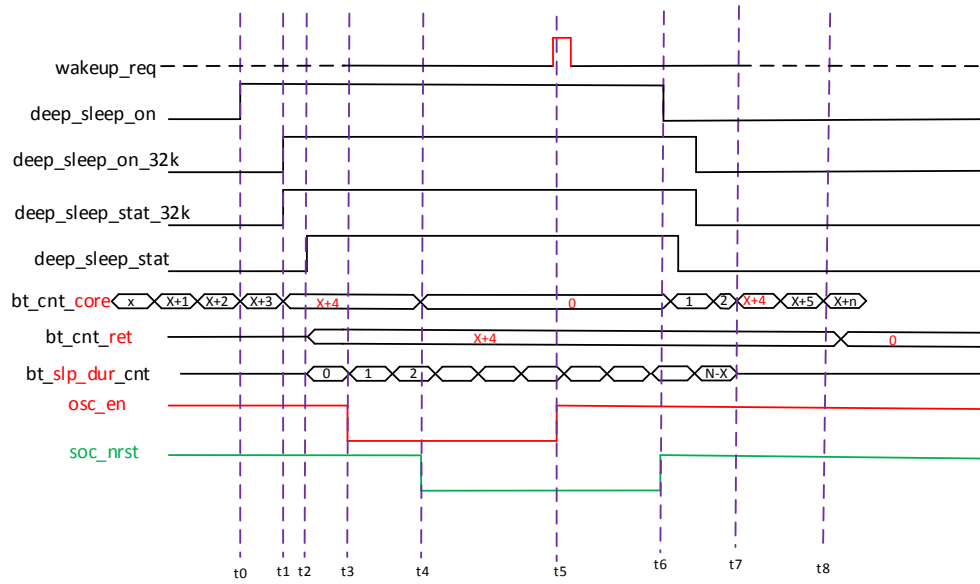 wakeup_req
deep_sleep_on
deep_sleep_on_32k
deep_sleep_stat_32k
deep_sleep_stat
bt_cnt_core x X+1 X+2 X+3 X+4 0 1 2 X+4 X+5 X+n
bt_cnt_ret X+4 0
bt_slp_dur_cnt 0 1 2 N-X
osc_en
soc_nrst
t0 t1 t2 t3 t4 t5 t6 t7 t8